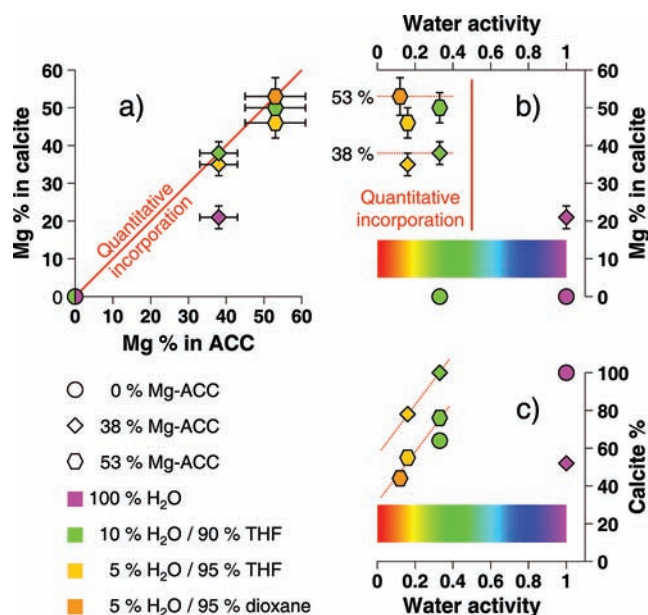 Water activity
0 0.2 0.4 0.6 0.8 1
60
50
40
30
20
10
0
Mg % in calcite
a)
Quantitative
incorporation
0 10 20 30 40 50 60
Mg % in ACC
b)
53 %
38 %
Quantitative
incorporation
60
50
40
30
20
10
0
Mg % in calcite
0 % Mg-ACC
38 % Mg-ACC
53 % Mg-ACC
100 % H₂O
10 % H₂O / 90 % THF
5 % H₂O / 95 % THF
5 % H₂O / 95 % dioxane
c)
100
80
60
40
20
0
Calcite %
0 0.2 0.4 0.6 0.8 1
Water activity